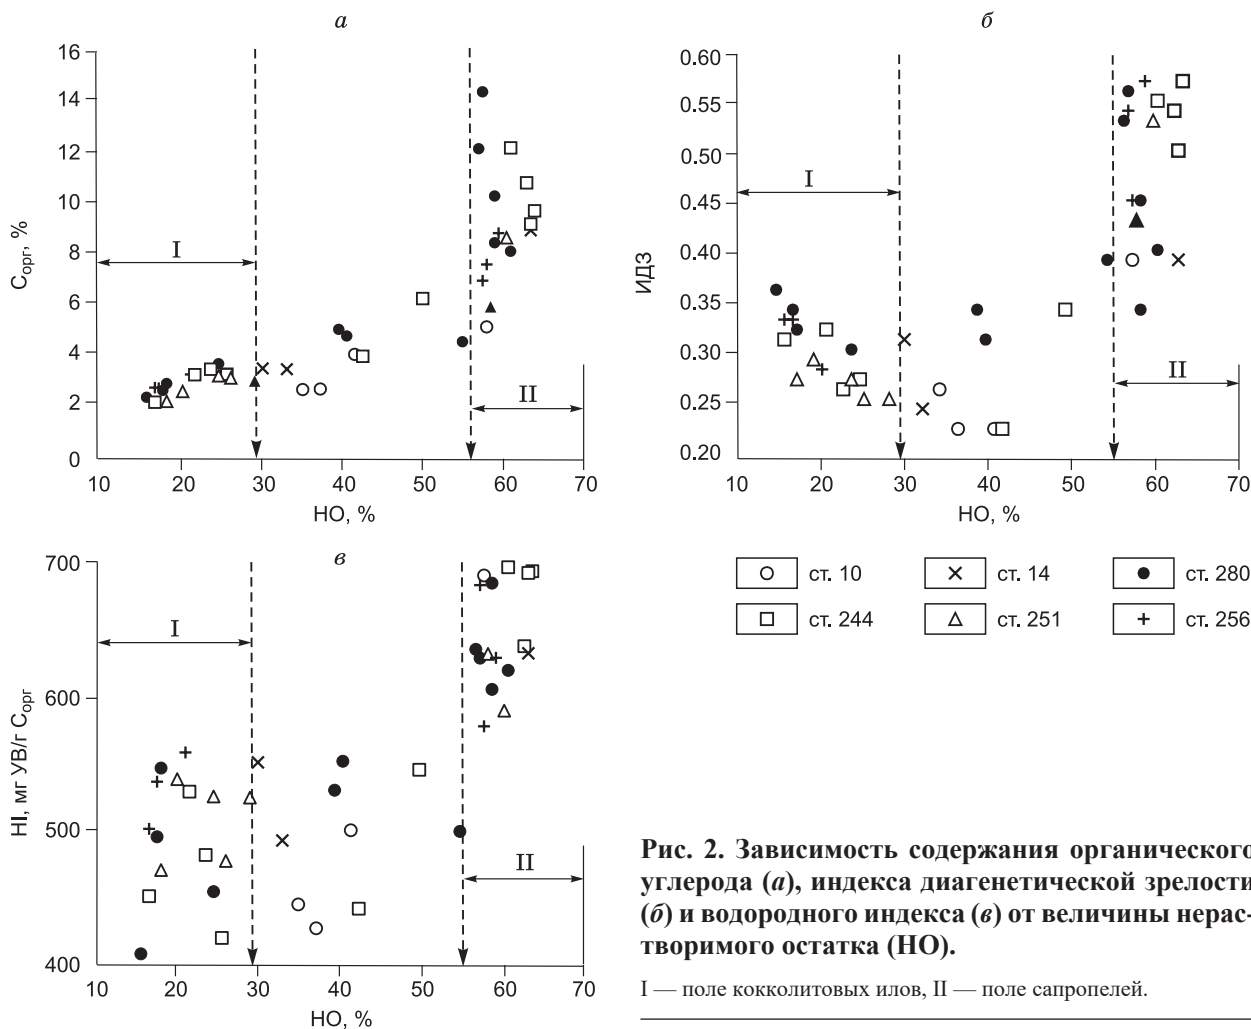 а
16
14
12
10
8
6
4
2
0
Cорг, %
I
II
10 20 30 40 50 60 70
НО, %
б
0.60
0.55
0.50
0.45
0.40
0.35
0.30
0.25
0.20
ИДЗ
I
II
10 20 30 40 50 60 70
НО, %
в
700
600
500
400
HI, мг УВ/г Cорг
I
II
10 20 30 40 50 60 70
НО, %
ст. 10 ст. 14 ст. 280
ст. 244 ст. 251 ст. 256
Рис. 2. Зависимость содержания органического
углерода (а), индекса диагенетической зрелости
(б) и водородного индекса (в) от величины нерас-
творимого остатка (НО).
I — поле кокколитовых илов, II — поле сапропелей.